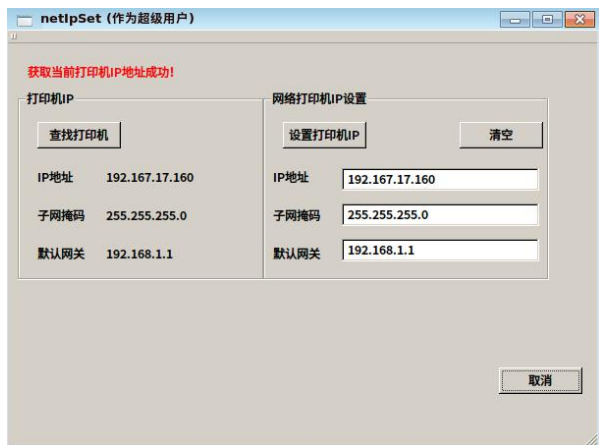 netIpSet (作为超级用户)
获取当前打印机IP地址成功!
打印机IP
查找打印机
IP地址 192.167.17.160
子网掩码 255.255.255.0
默认网关 192.168.1.1
网络打印机IP设置
设置打印机IP 清空
IP地址 192.167.17.160
子网掩码 255.255.255.0
默认网关 192.168.1.1
取消